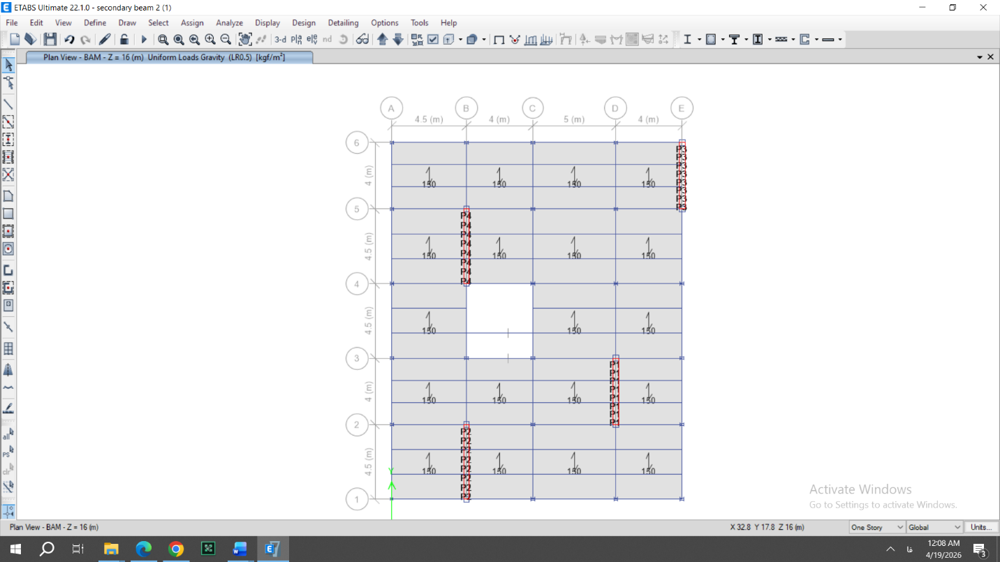 ETABS Ultimate 22.1.0 - secondary beam 2 (1)
File Edit View Define Draw Select Assign Analyze Display Design Detailing Options Tools Help
3-d plan elev nd
Plan View - BAM - Z = 16 (m) Uniform Loads Gravity (LR0.5) [kgf/m²]
A B C D E
4.5 (m) 4 (m) 5 (m) 4 (m)
6
P3
P3
P3
4 (m)
150 150 150 150
P3
P3
P3
P3
P3
5
P4
P4
P4
P4
4.5 (m)
150 150 150 150
P4
P4
P4
P4
4
4.5 (m)
150 150 150
3
P1
P1
P1
P1
4 (m)
150 150 150 150
P1
P1
P1
P1
2
P2
P2
P2
P2
4.5 (m)
150 150 150 150
P2
P2
P2
P2
Y
1
all
PS
clr
Activate Windows
Go to Settings to activate Windows.
Plan View - BAM - Z = 16 (m)
X 32.8 Y 17.8 Z 16 (m)
One Story
Global
Units...
فا
12:08 AM
4/19/2026
3